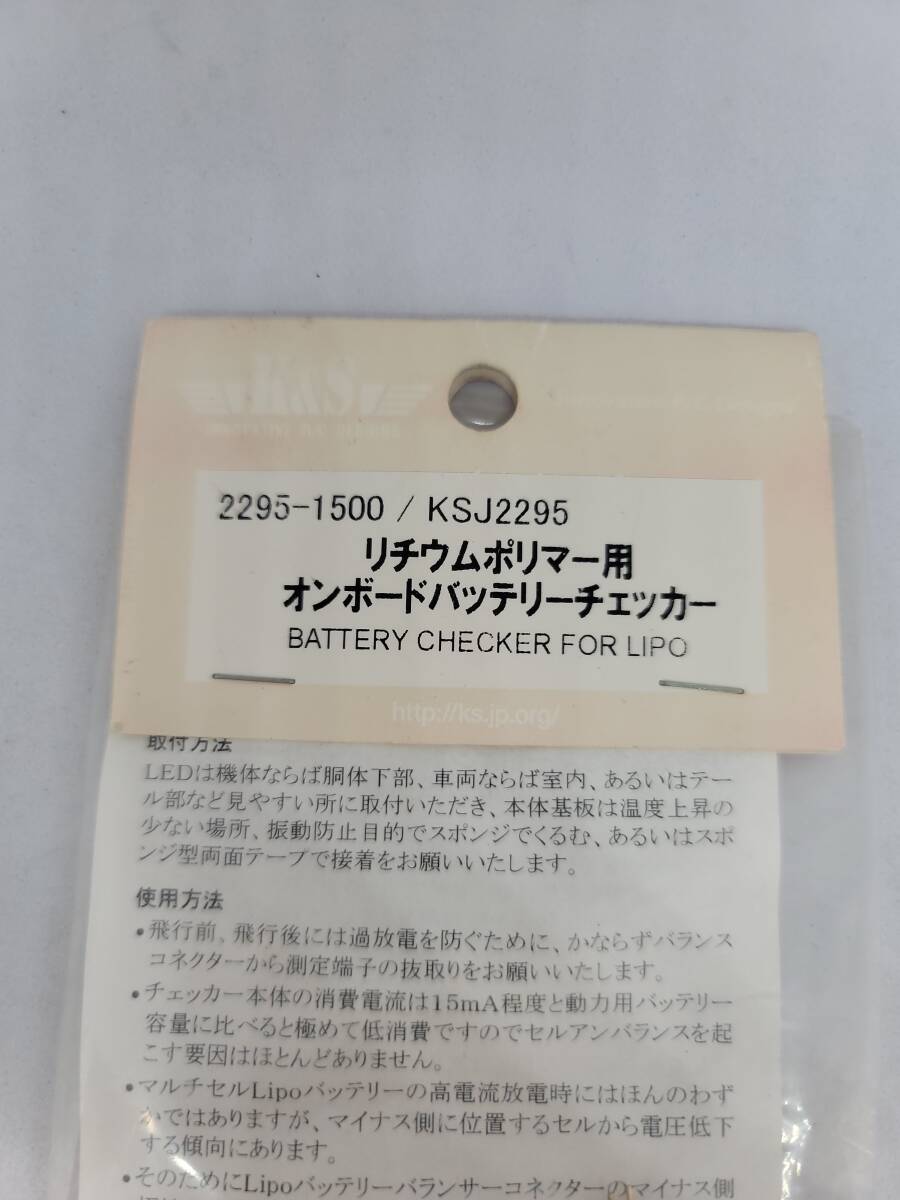 K&S
2295-1500 / KSJ2295
リチウムポリマー用
オンボードバッテリーチェッカー
BATTERY CHECKER FOR LIPO
http://ks.jp.org/
取付方法
LEDは機体ならば胴体下部、車両ならば室内、あるいはテー
ル部など見やすい所に取付いただき、本体基板は温度上昇の
少ない場所、振動防止目的でスポンジでくるむ、あるいはスポ
ンジ型両面テープで接着をお願いいたします。
使用方法
•飛行前、飛行後には過放電を防ぐために、かならずバランス
コネクターから測定端子の抜取りをお願いいたします。
•チェッカー本体の消費電流は15mA程度と動力用バッテリー
容量に比べると極めて低消費ですのでセルアンバランスを起
こす要因はほとんどありません。
•マルチセルLipoバッテリーの高電流放電時にはほんのわず
かではありますが、マイナス側に位置するセルから電圧低下
する傾向にあります。
•そのためにLipoバッテリーバランサーコネクターのマイナス側